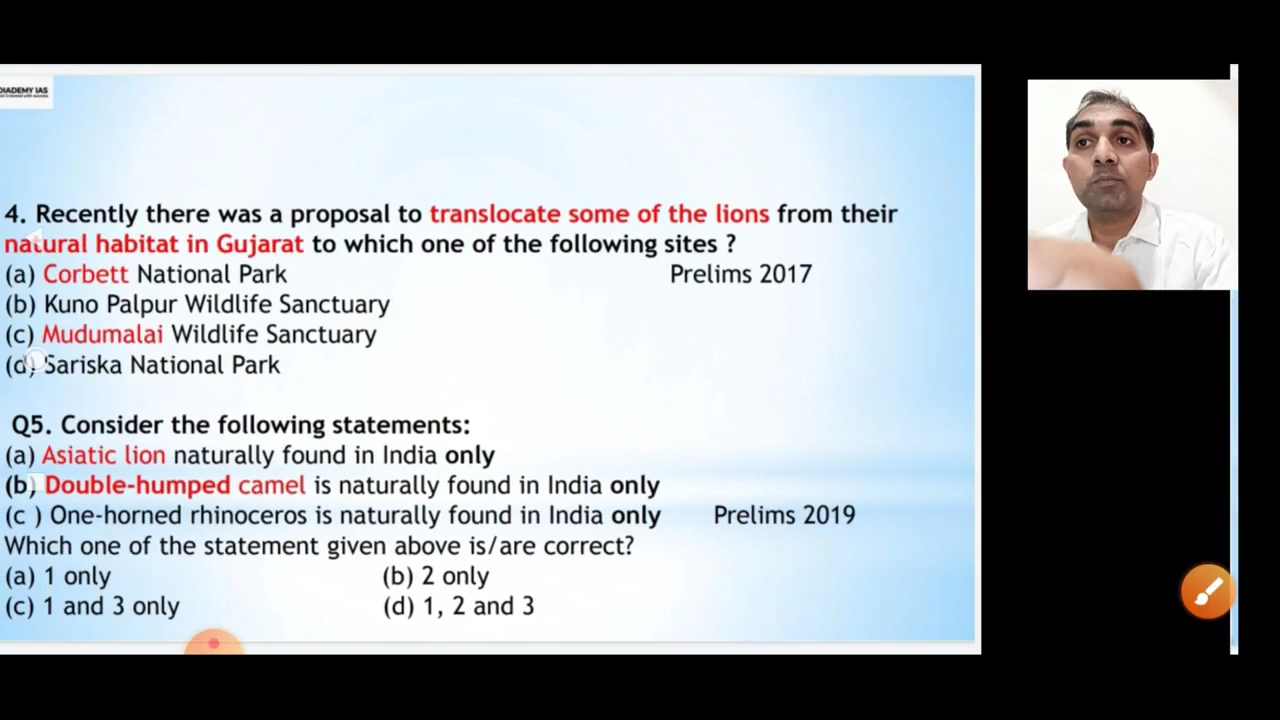 DIADEMY IAS
4. Recently there was a proposal to translocate some of the lions from their
natural habitat in Gujarat to which one of the following sites ?
(a) Corbett National Park Prelims 2017
(b) Kuno Palpur Wildlife Sanctuary
(c) Mudumalai Wildlife Sanctuary
(d) Sariska National Park
Q5. Consider the following statements:
(a) Asiatic lion naturally found in India only
(b) Double-humped camel is naturally found in India only
(c ) One-horned rhinoceros is naturally found in India only Prelims 2019
Which one of the statement given above is/are correct?
(a) 1 only (b) 2 only
(c) 1 and 3 only (d) 1, 2 and 3